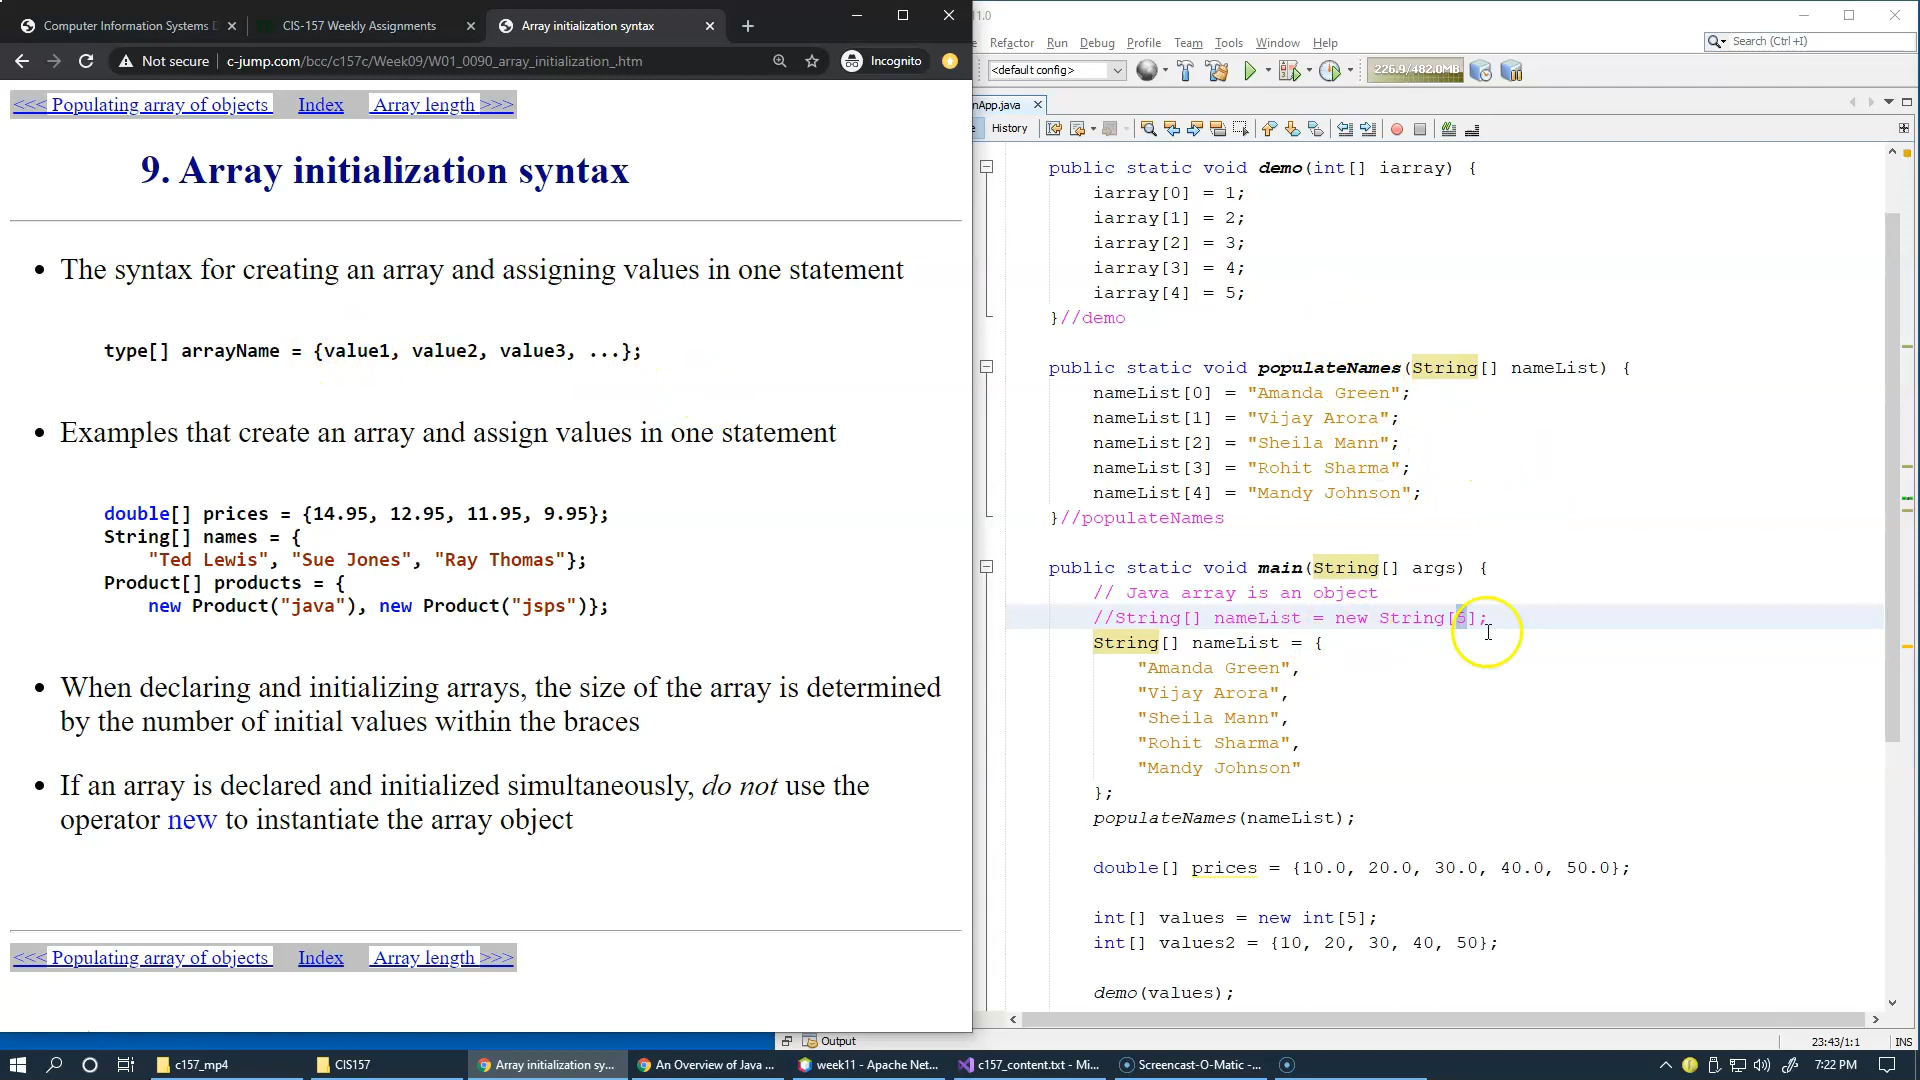 Computer Information Systems D
CIS-157 Weekly Assignments
Array initialization syntax
Not secure
c-jump.com/bcc/c157c/Week09/W01_0090_array_initialization_.htm
Incognito
<<< Populating array of objects Index Array length >>>
9. Array initialization syntax
• The syntax for creating an array and assigning values in one statement
type[] arrayName = {value1, value2, value3, ...};
• Examples that create an array and assign values in one statement
double[] prices = {14.95, 12.95, 11.95, 9.95};
String[] names = {
"Ted Lewis", "Sue Jones", "Ray Thomas"};
Product[] products = {
new Product("java"), new Product("jsps")};
• When declaring and initializing arrays, the size of the array is determined
by the number of initial values within the braces
• If an array is declared and initialized simultaneously, do not use the
operator new to instantiate the array object
<<< Populating array of objects Index Array length >>>
11.0
Refactor Run Debug Profile Team Tools Window Help
Search (Ctrl+I)
<default config>
226.9/482.0MB
nApp.java
History
public static void demo(int[] iarray) {
iarray[0] = 1;
iarray[1] = 2;
iarray[2] = 3;
iarray[3] = 4;
iarray[4] = 5;
}//demo
public static void populateNames(String[] nameList) {
nameList[0] = "Amanda Green";
nameList[1] = "Vijay Arora";
nameList[2] = "Sheila Mann";
nameList[3] = "Rohit Sharma";
nameList[4] = "Mandy Johnson";
}//populateNames
public static void main(String[] args) {
// Java array is an object
//String[] nameList = new String[5];
String[] nameList = {
"Amanda Green",
"Vijay Arora",
"Sheila Mann",
"Rohit Sharma",
"Mandy Johnson"
};
populateNames(nameList);
double[] prices = {10.0, 20.0, 30.0, 40.0, 50.0};
int[] values = new int[5];
int[] values2 = {10, 20, 30, 40, 50};
demo(values);
Output
23:43/1:1
INS
c157_mp4
CIS157
Array initialization sy...
An Overview of Java ...
week11 - Apache Net...
c157_content.txt - Mi...
Screencast-O-Matic -...
7:22 PM